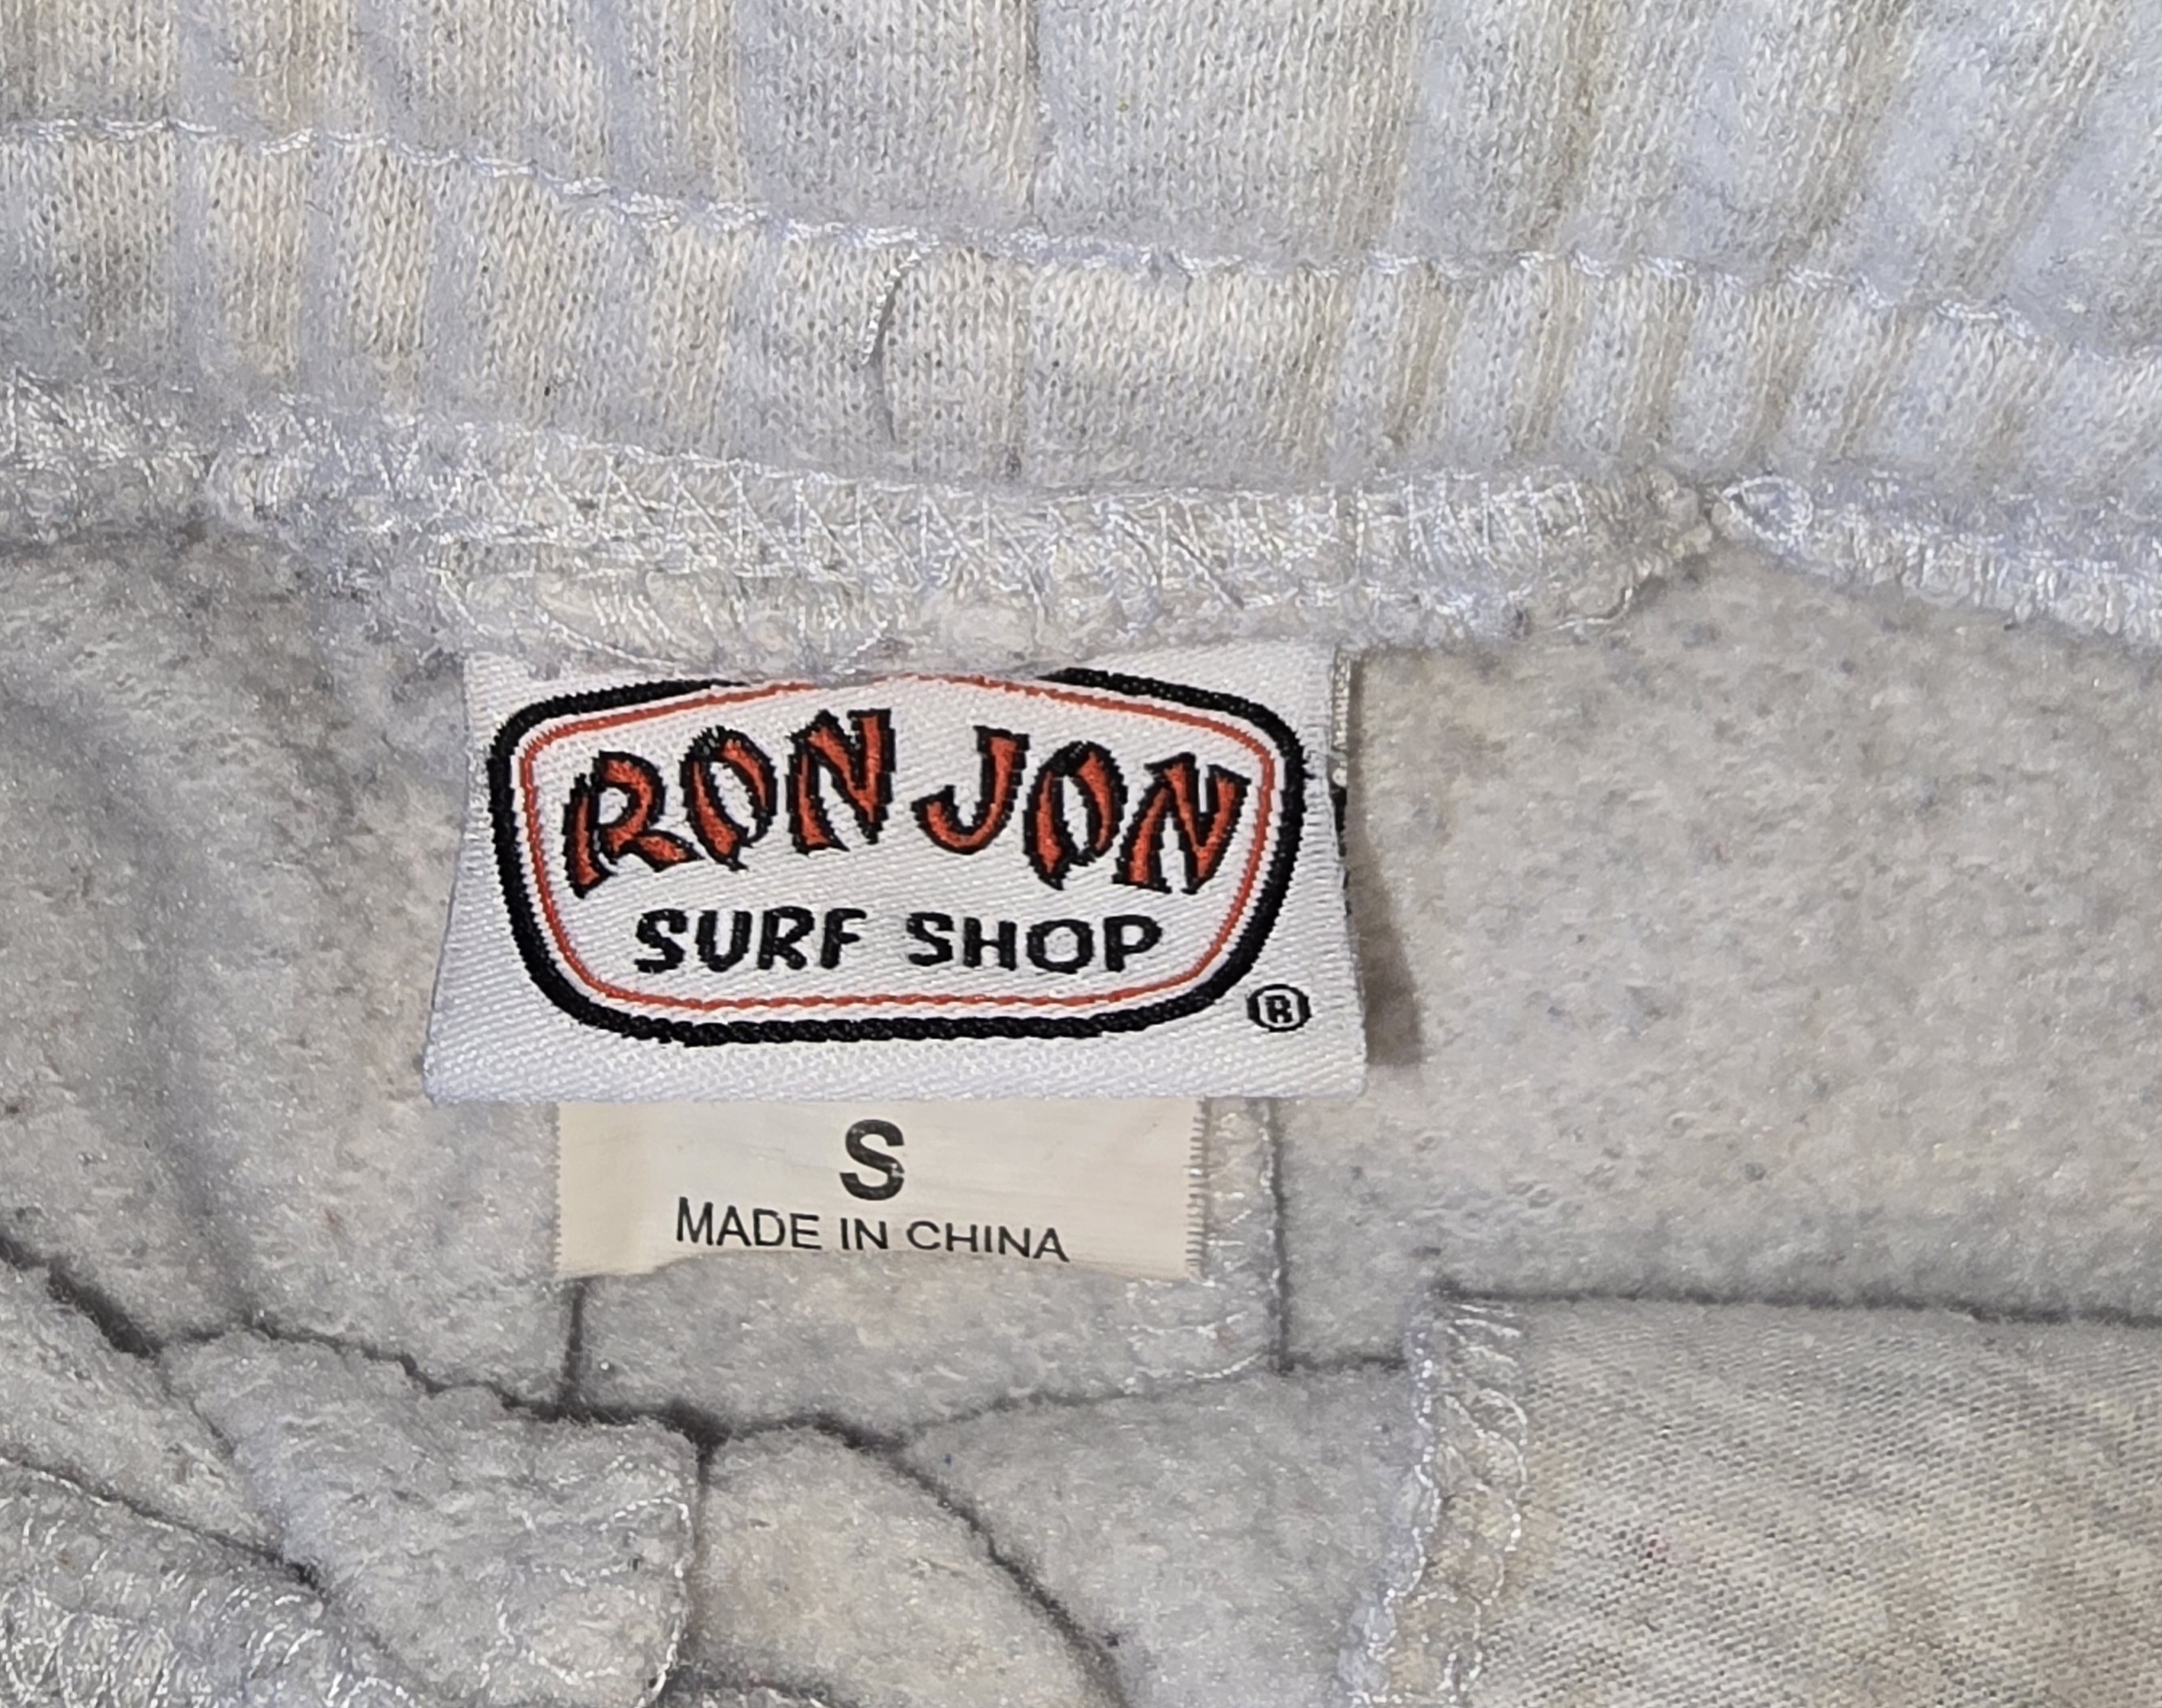 RON JON
SURF SHOP
®
S
MADE IN CHINA